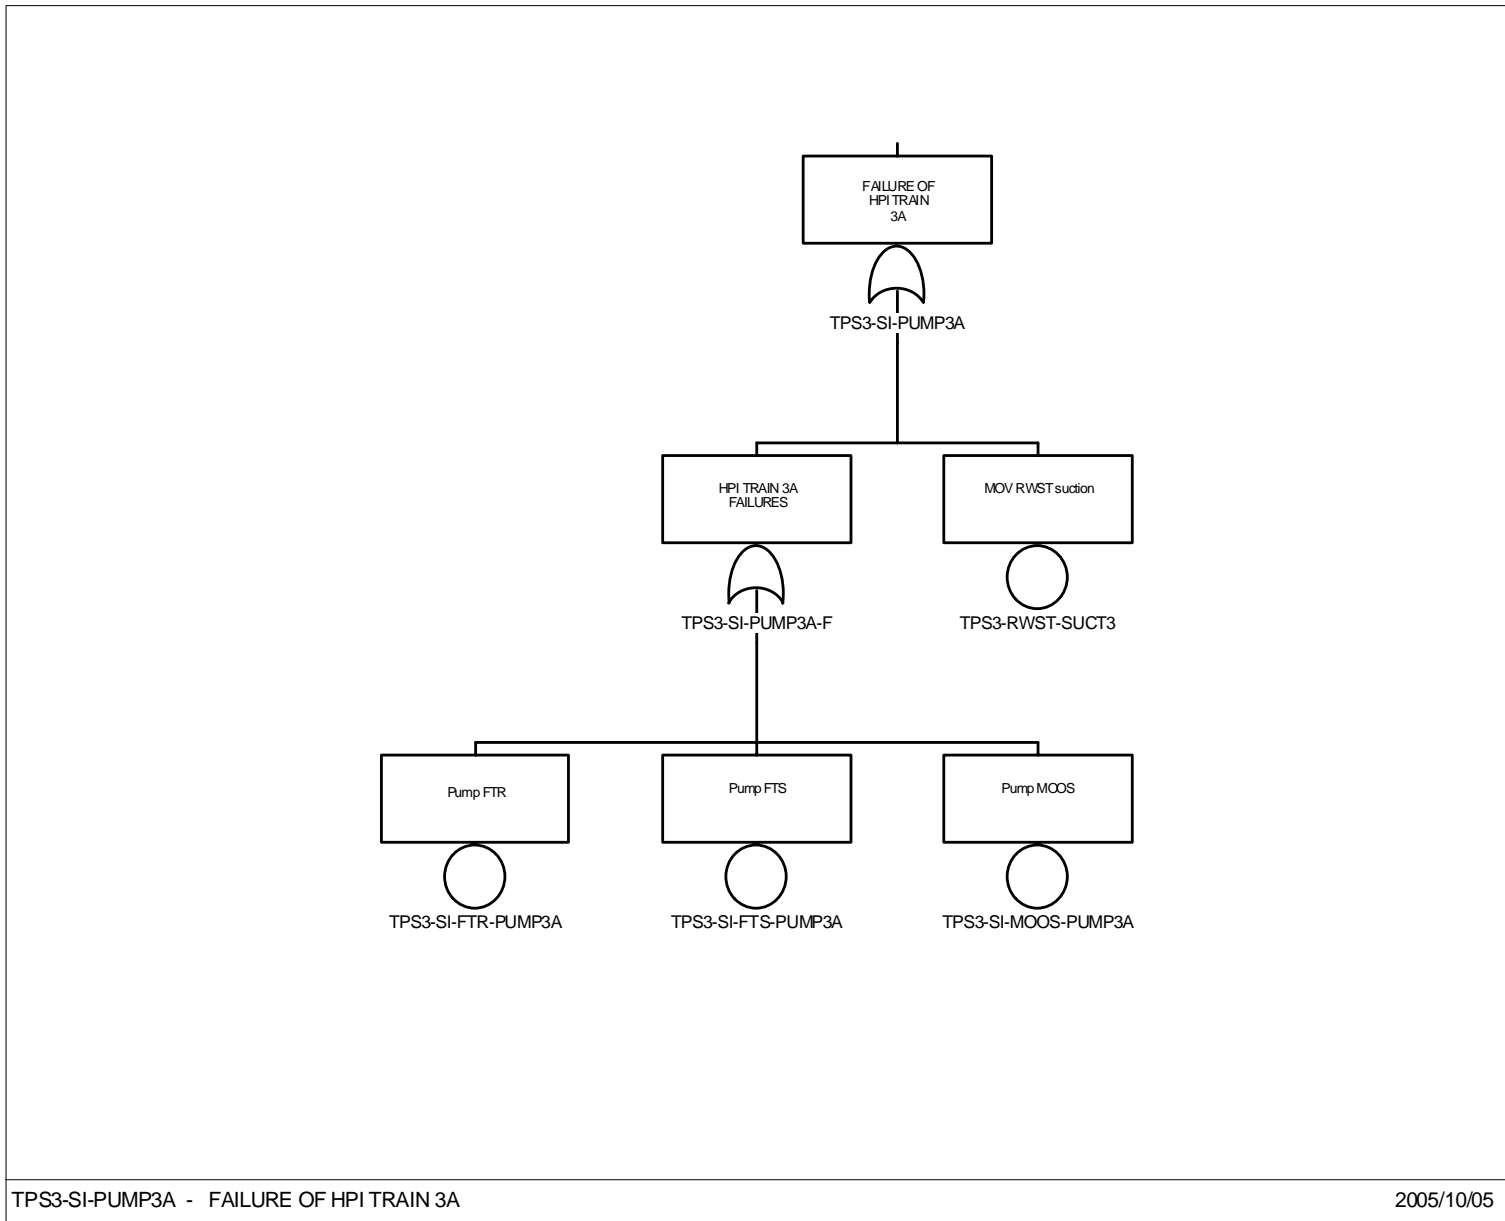 FAILURE OF
HPI TRAIN
3A
TPS3-SI-PUMP3A
HPI TRAIN 3A
FAILURES
MOV RWST suction
TPS3-SI-PUMP3A-F
TPS3-RWST-SUCT3
Pump FTR
Pump FTS
Pump MOOS
TPS3-SI-FTR-PUMP3A
TPS3-SI-FTS-PUMP3A
TPS3-SI-MOOS-PUMP3A
TPS3-SI-PUMP3A - FAILURE OF HPI TRAIN 3A
2005/10/05